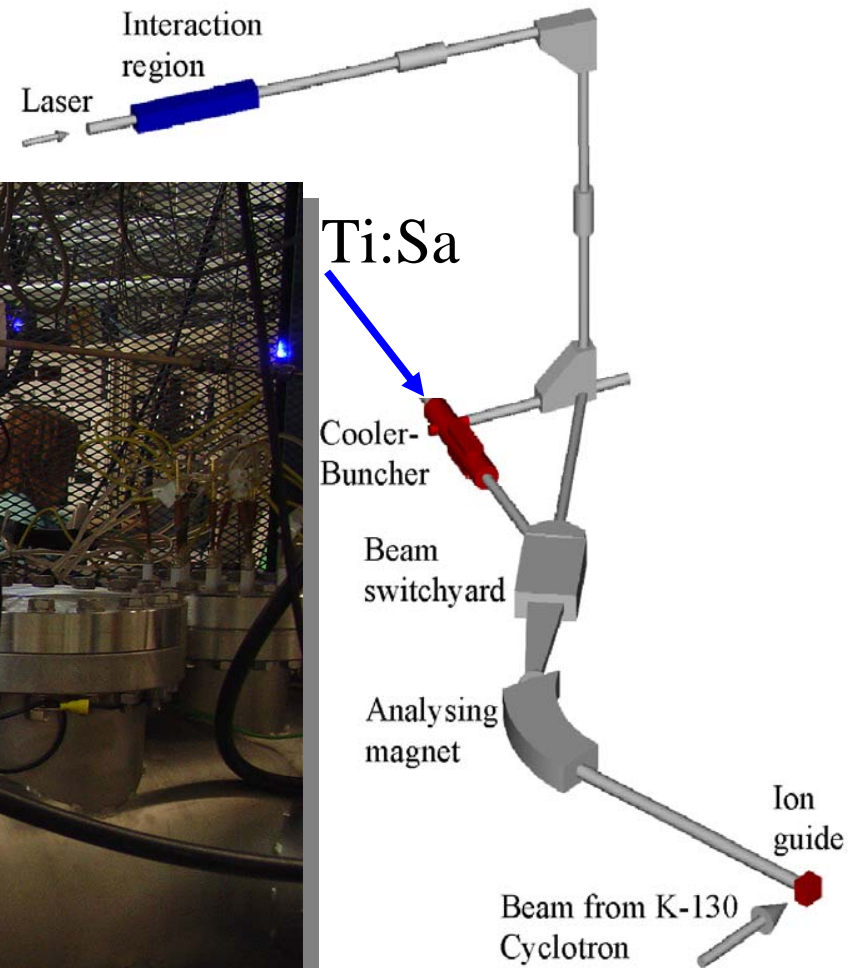 Interaction
region
Laser
Ti:Sa
Cooler-
Buncher
Beam
switchyard
Analysing
magnet
Ion
guide
Beam from K-130
Cyclotron